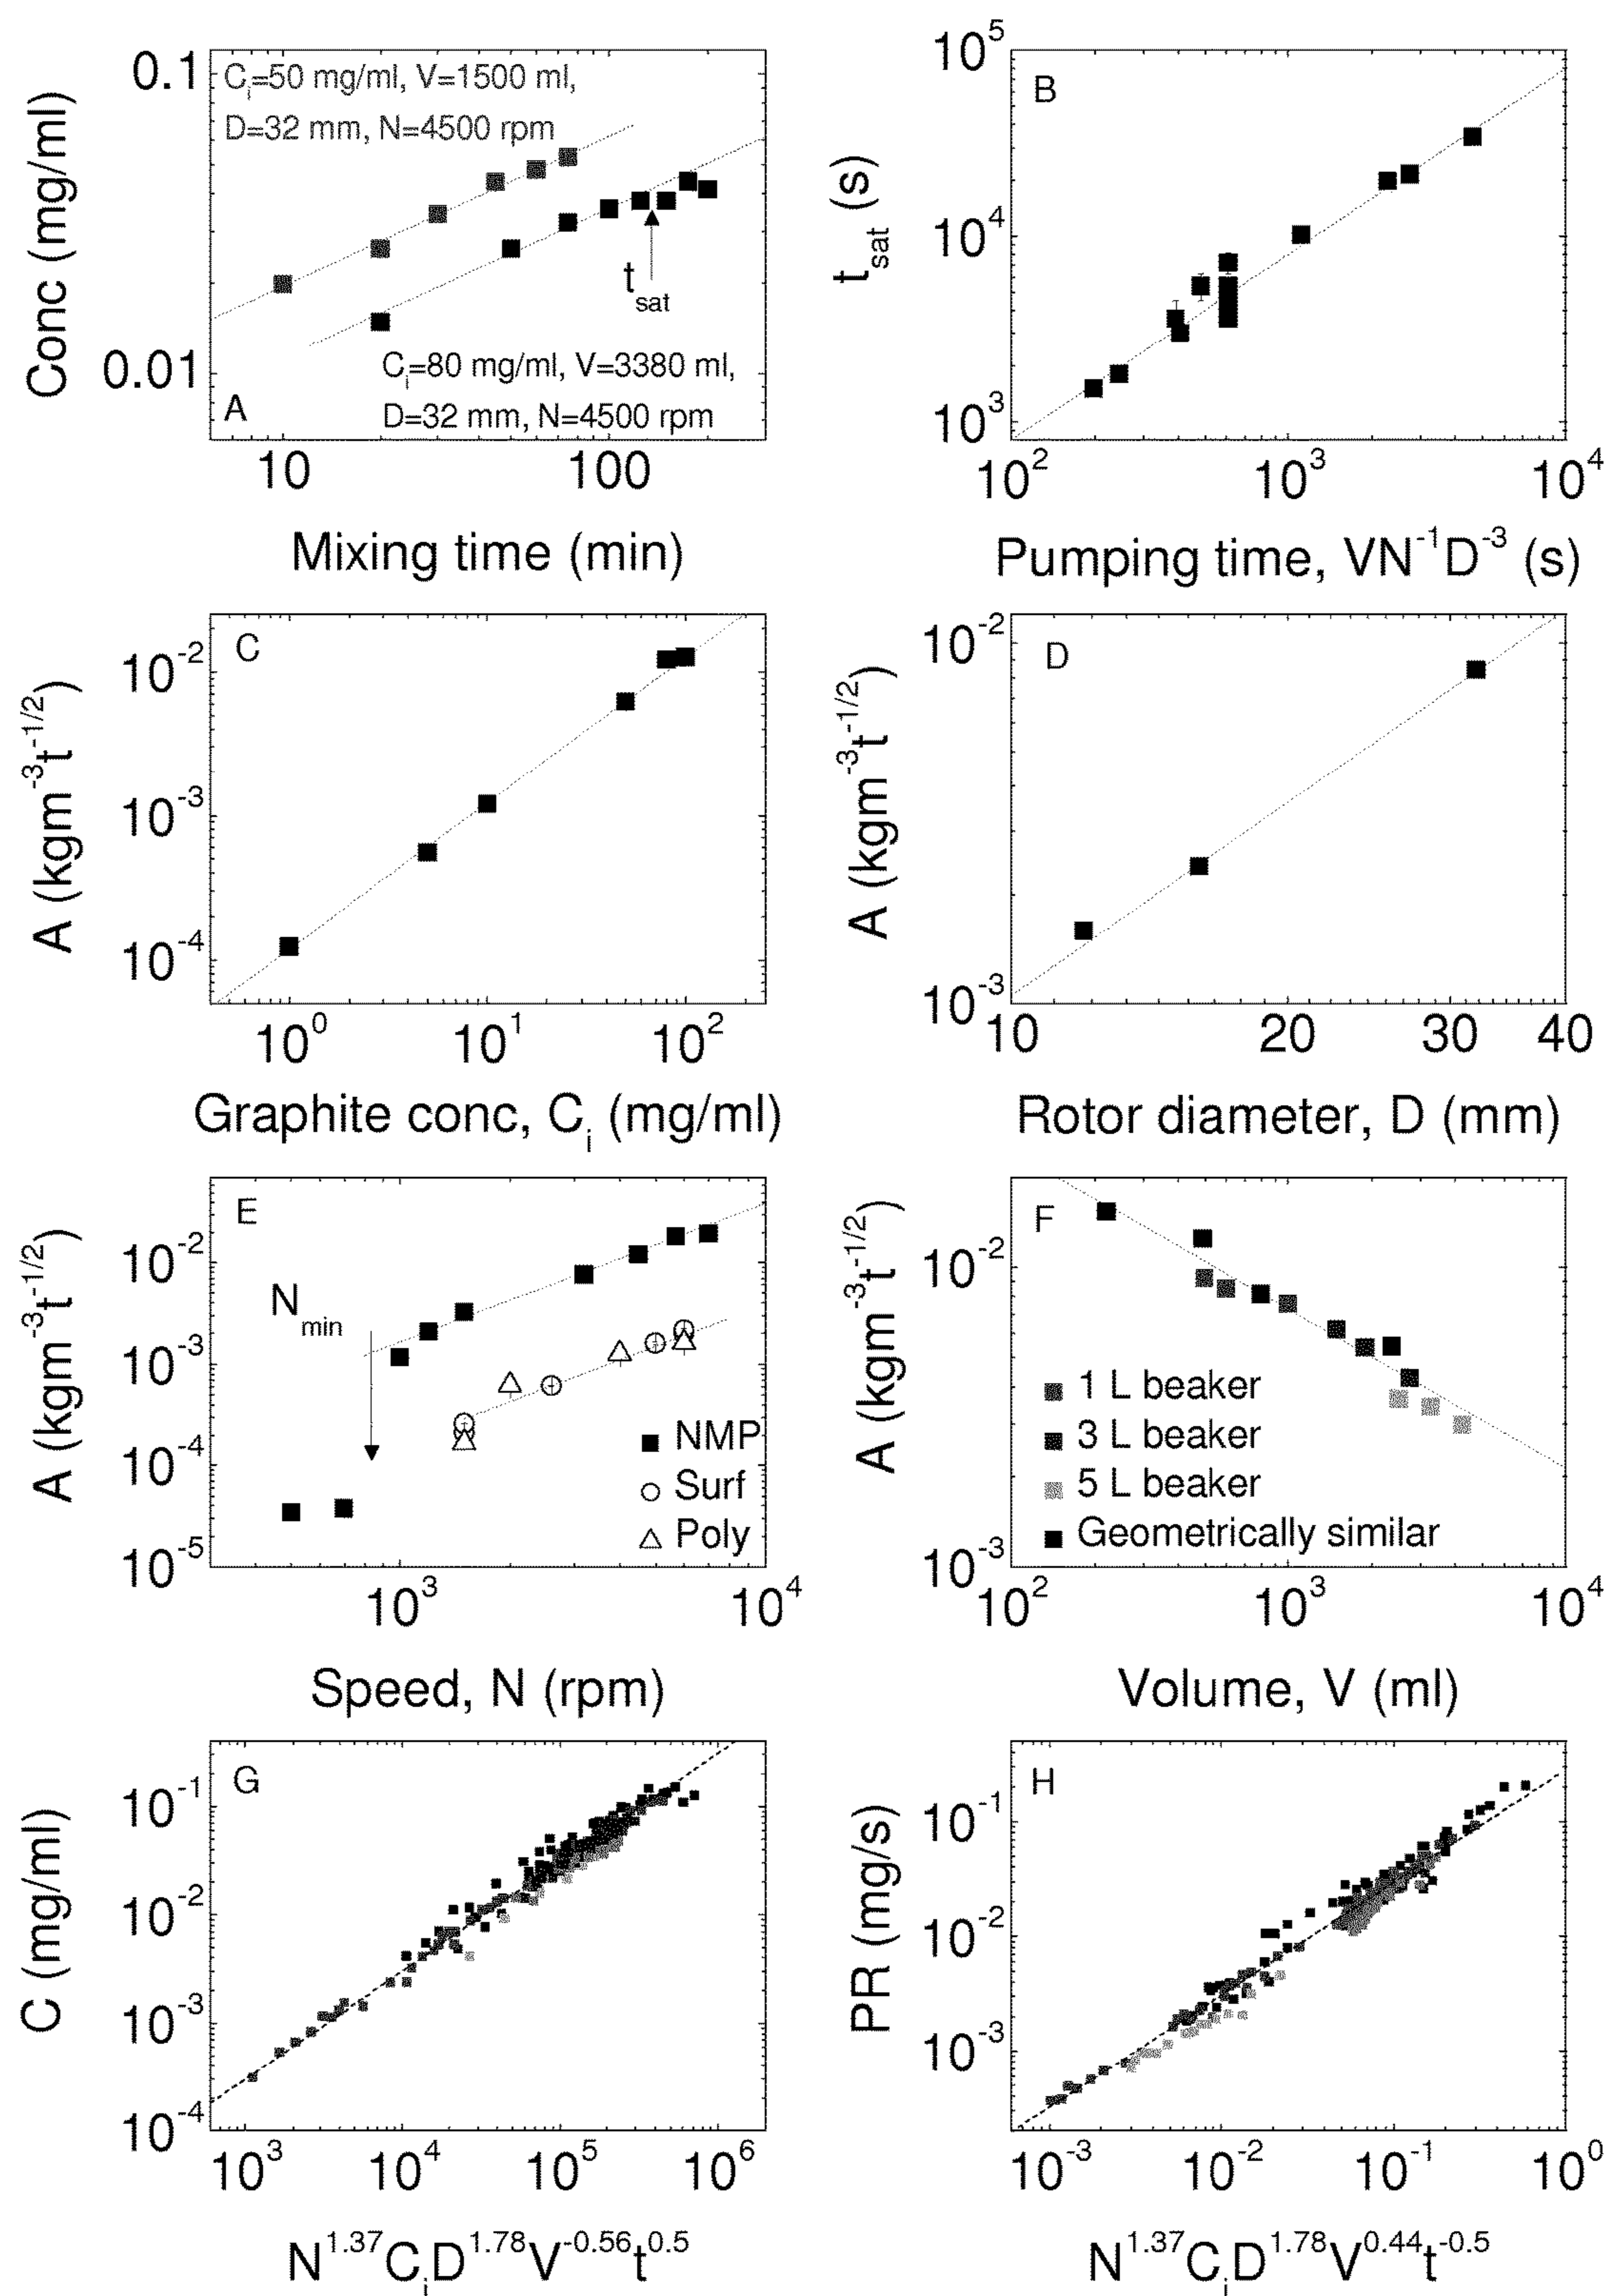 0.1
0.01
Conc (mg/ml)
C_i=50 mg/ml, V=1500 ml,
D=32 mm, N=4500 rpm
t_sat
C_i=80 mg/ml, V=3380 ml,
D=32 mm, N=4500 rpm
A
10 100
Mixing time (min)
10^5
10^4
10^3
t_sat (s)
B
10^2 10^3 10^4
Pumping time, VN^-1D^-3 (s)
10^-2
10^-3
10^-4
A (kgm^-3t^-1/2)
C
10^0 10^1 10^2
Graphite conc, C_i (mg/ml)
10^-2
10^-3
A (kgm^-3t^-1/2)
D
10 20 30 40
Rotor diameter, D (mm)
10^-2
10^-3
10^-4
10^-5
A (kgm^-3t^-1/2)
E
N_min
NMP
Surf
Poly
10^3 10^4
Speed, N (rpm)
10^-2
10^-3
A (kgm^-3t^-1/2)
F
1 L beaker
3 L beaker
5 L beaker
Geometrically similar
10^2 10^3 10^4
Volume, V (ml)
10^-1
10^-2
10^-3
10^-4
C (mg/ml)
G
10^3 10^4 10^5 10^6
N^1.37C_iD^1.78V^-0.56t^0.5
10^-1
10^-2
10^-3
PR (mg/s)
H
10^-3 10^-2 10^-1 10^0
N^1.37C_iD^1.78V^0.44t^-0.5